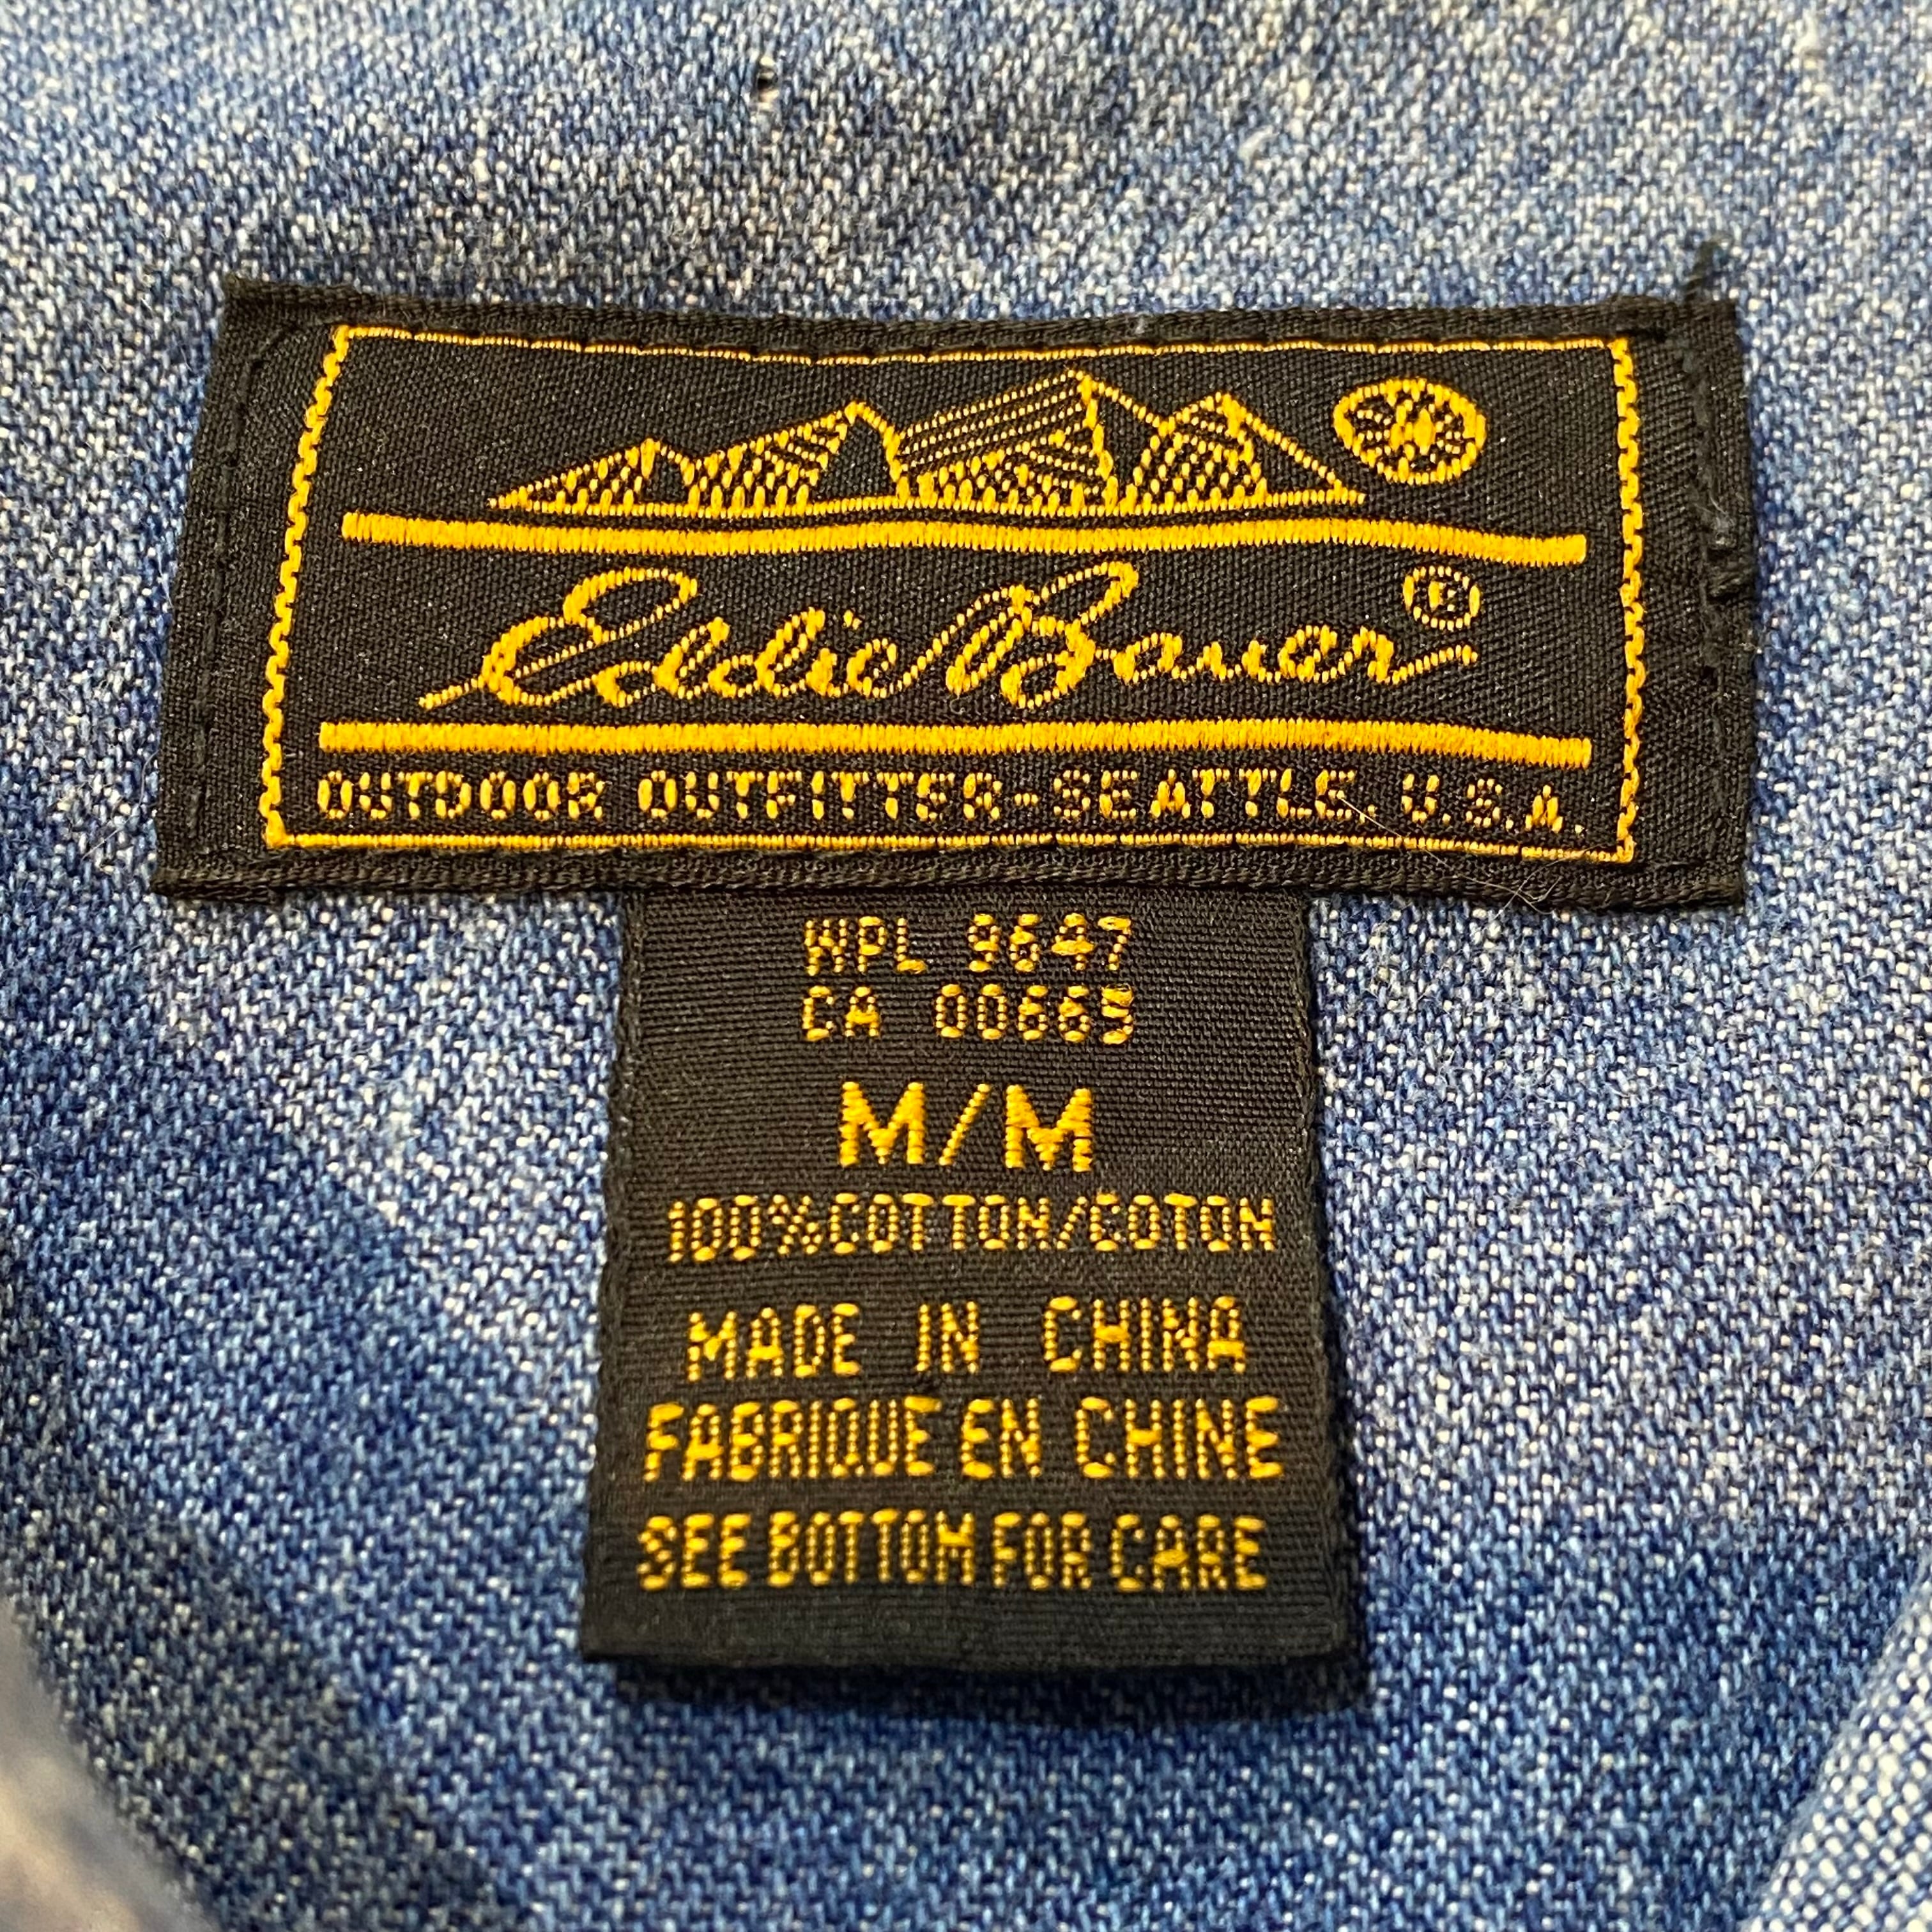 Eddie Bauer®
OUTDOOR OUTFITTER-SEATTLE, U.S.A.
WPL 9647
CA 00665
M/M
100%COTTON/COTON
MADE IN CHINA
FABRIQUE EN CHINE
SEE BOTTOM FOR CARE